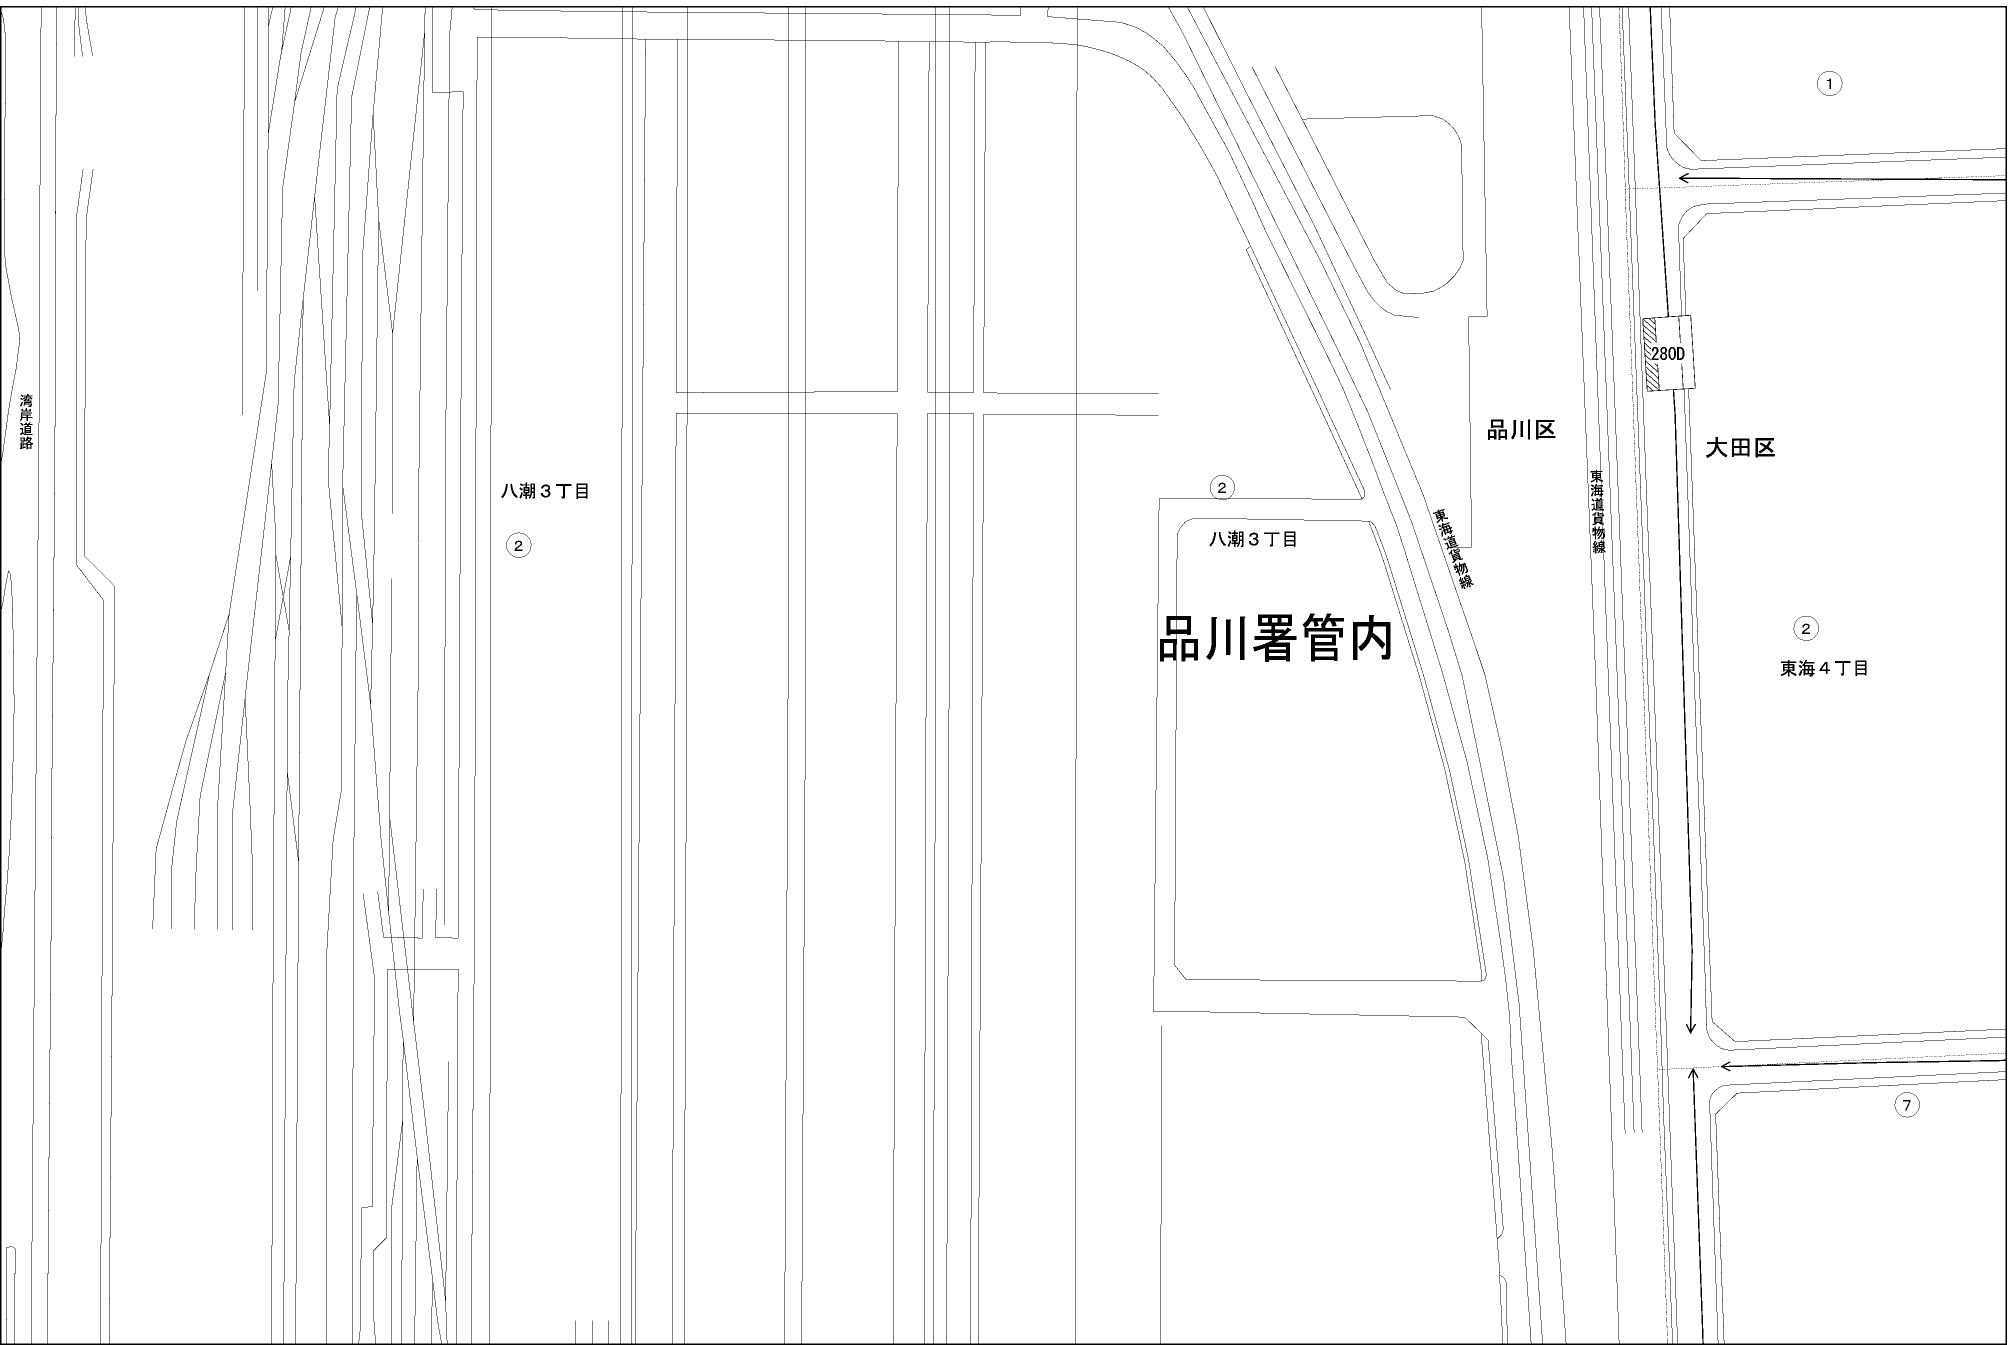 ①
280D
湾岸道路
品川区
大田区
東海道貨物線
八潮３丁目
②
②
八潮３丁目
東海道貨物線
品川署管内
②
東海４丁目
⑦